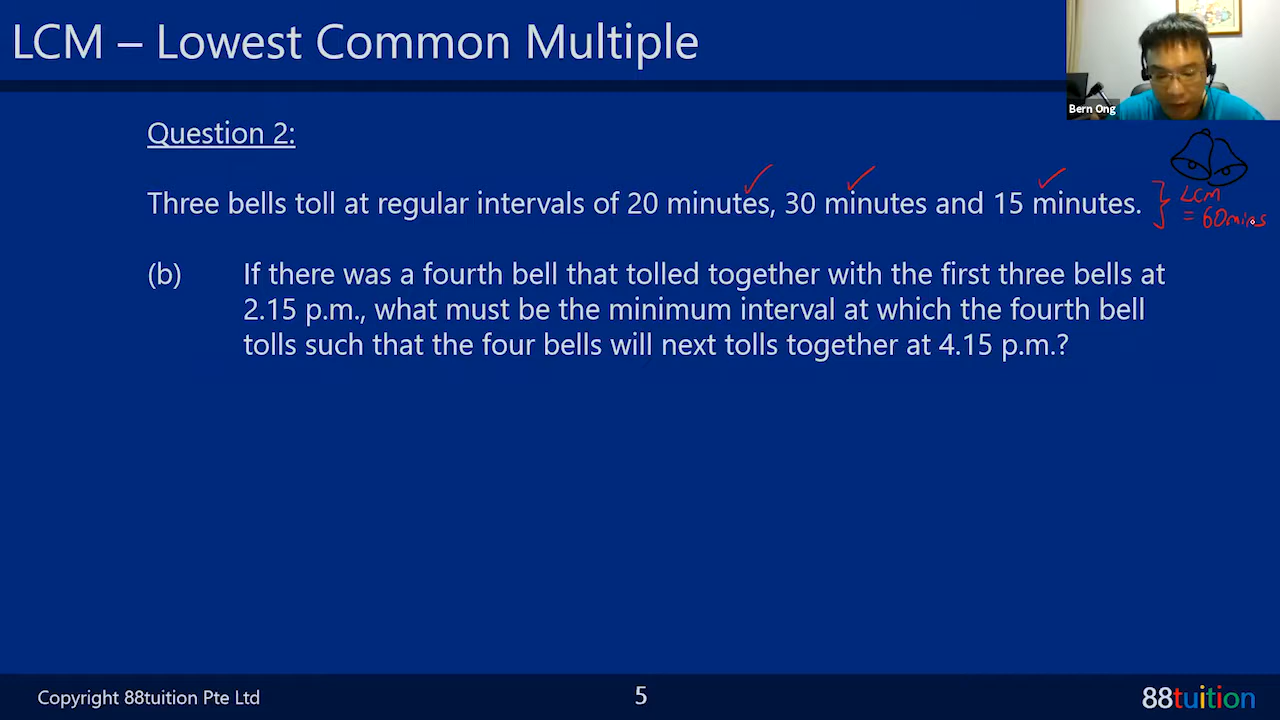 LCM – Lowest Common Multiple
Bern Ong
Question 2:
Three bells toll at regular intervals of 20 minutes, 30 minutes and 15 minutes.
LCM
= 60mins
(b) If there was a fourth bell that tolled together with the first three bells at
2.15 p.m., what must be the minimum interval at which the fourth bell
tolls such that the four bells will next tolls together at 4.15 p.m.?
Copyright 88tuition Pte Ltd
5
88tuition